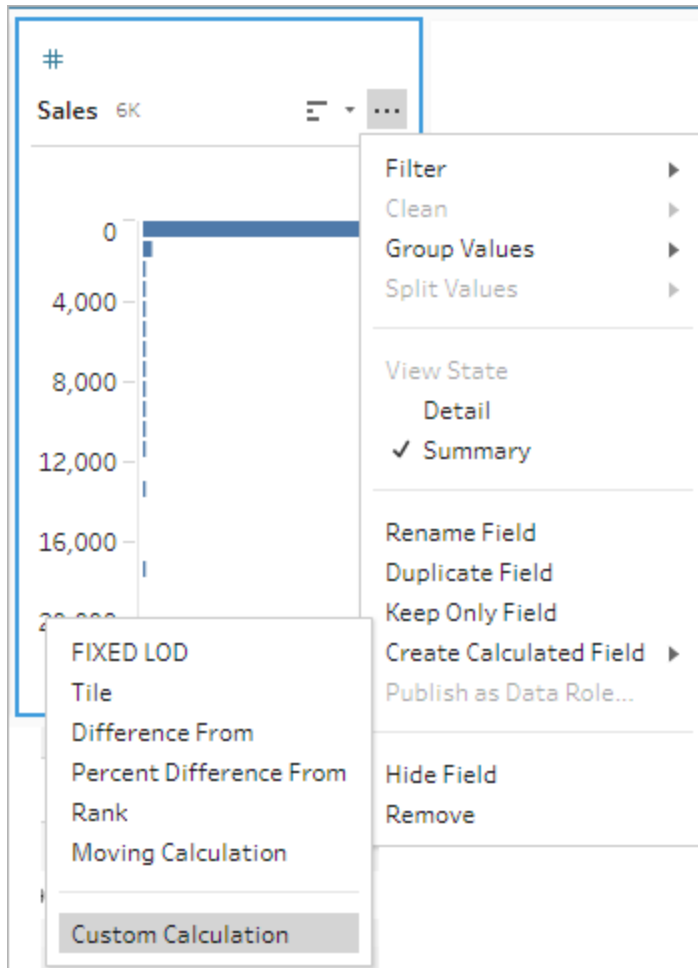 #
Sales 6K
Filter
Clean
Group Values
Split Values
View State
Detail
✓ Summary
Rename Field
Duplicate Field
Keep Only Field
Create Calculated Field
Publish as Data Role...
Hide Field
Remove
0
4,000
8,000
12,000
16,000
FIXED LOD
Tile
Difference From
Percent Difference From
Rank
Moving Calculation
Custom Calculation